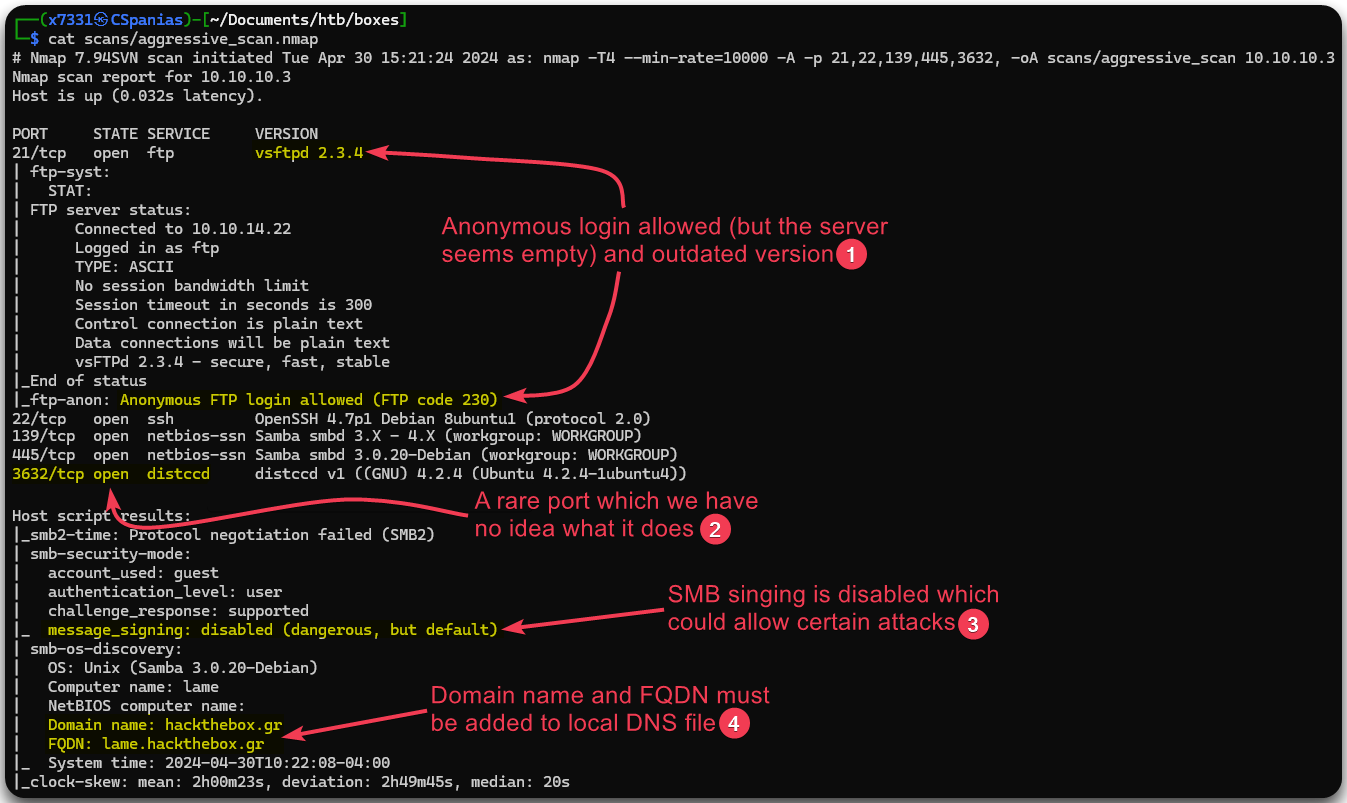 ┌──(x7331㉿CSpanias)-[~/Documents/htb/boxes]
└─$ cat scans/aggressive_scan.nmap
# Nmap 7.94SVN scan initiated Tue Apr 30 15:21:24 2024 as: nmap -T4 --min-rate=10000 -A -p 21,22,139,445,3632, -oA scans/aggressive_scan 10.10.10.3
Nmap scan report for 10.10.10.3
Host is up (0.032s latency).
PORT     STATE SERVICE     VERSION
21/tcp   open  ftp         vsftpd 2.3.4
| ftp-syst:
|   STAT:
| FTP server status:
|      Connected to 10.10.14.22
|      Logged in as ftp
|      TYPE: ASCII
|      No session bandwidth limit
|      Session timeout in seconds is 300
|      Control connection is plain text
|      Data connections will be plain text
|      vsFTPd 2.3.4 - secure, fast, stable
|_End of status
|_ftp-anon: Anonymous FTP login allowed (FTP code 230)
Anonymous login allowed (but the server
seems empty) and outdated version 1
22/tcp   open  ssh         OpenSSH 4.7p1 Debian 8ubuntu1 (protocol 2.0)
139/tcp  open  netbios-ssn Samba smbd 3.X - 4.X (workgroup: WORKGROUP)
445/tcp  open  netbios-ssn Samba smbd 3.0.20-Debian (workgroup: WORKGROUP)
3632/tcp open  distccd     distccd v1 ((GNU) 4.2.4 (Ubuntu 4.2.4-1ubuntu4))
A rare port which we have
no idea what it does 2
Host script results:
|_smb2-time: Protocol negotiation failed (SMB2)
| smb-security-mode:
|   account_used: guest
|   authentication_level: user
|   challenge_response: supported
|_  message_signing: disabled (dangerous, but default)
SMB singing is disabled which
could allow certain attacks 3
| smb-os-discovery:
|   OS: Unix (Samba 3.0.20-Debian)
|   Computer name: lame
|   NetBIOS computer name:
|   Domain name: hackthebox.gr
|   FQDN: lame.hackthebox.gr
Domain name and FQDN must
be added to local DNS file 4
|_  System time: 2024-04-30T10:22:08-04:00
|_clock-skew: mean: 2h00m23s, deviation: 2h49m45s, median: 20s